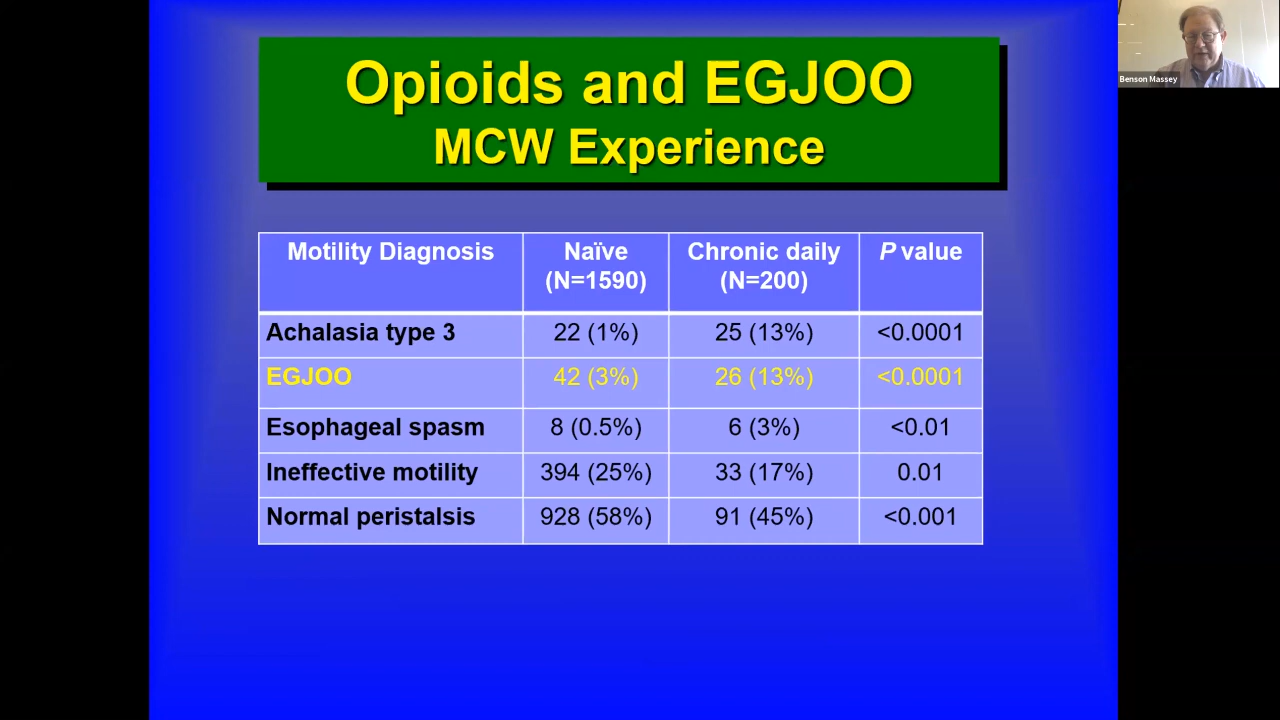 Opioids and EGJOO
MCW Experience
Benson Massey
Motility Diagnosis Naïve (N=1590) Chronic daily (N=200) P value
Achalasia type 3 22 (1%) 25 (13%) <0.0001
EGJOO 42 (3%) 26 (13%) <0.0001
Esophageal spasm 8 (0.5%) 6 (3%) <0.01
Ineffective motility 394 (25%) 33 (17%) 0.01
Normal peristalsis 928 (58%) 91 (45%) <0.001